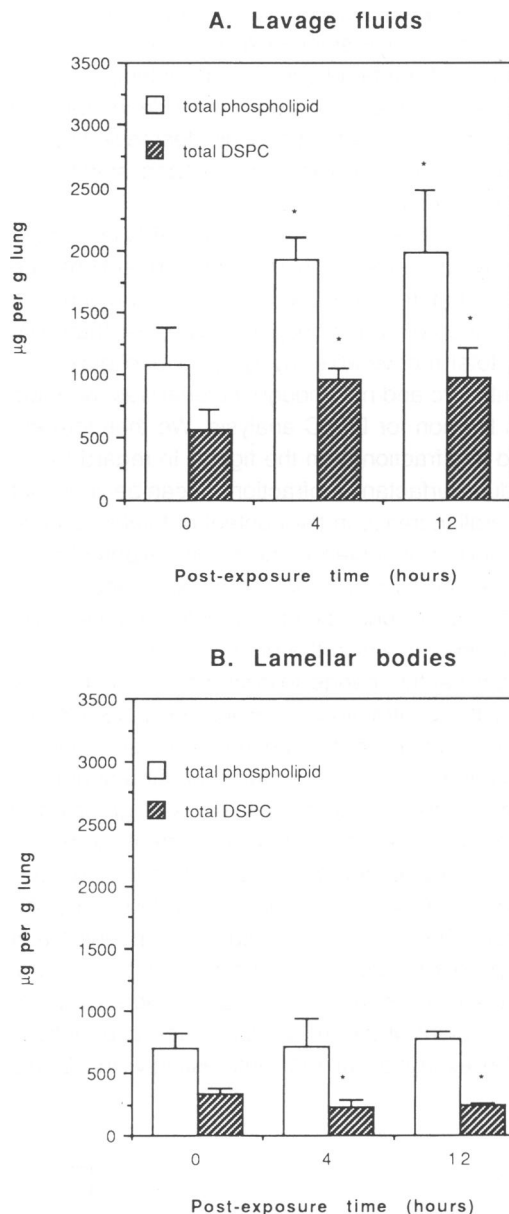 A. Lavage fluids
3500
3000
2500
2000
1500
1000
500
0
µg per g lung
total phospholipid
total DSPC
*
*
*
*
0 4 12
Post-exposure time (hours)
B. Lamellar bodies
3500
3000
2500
2000
1500
1000
500
0
µg per g lung
total phospholipid
total DSPC
*
*
0 4 12
Post-exposure time (hours)